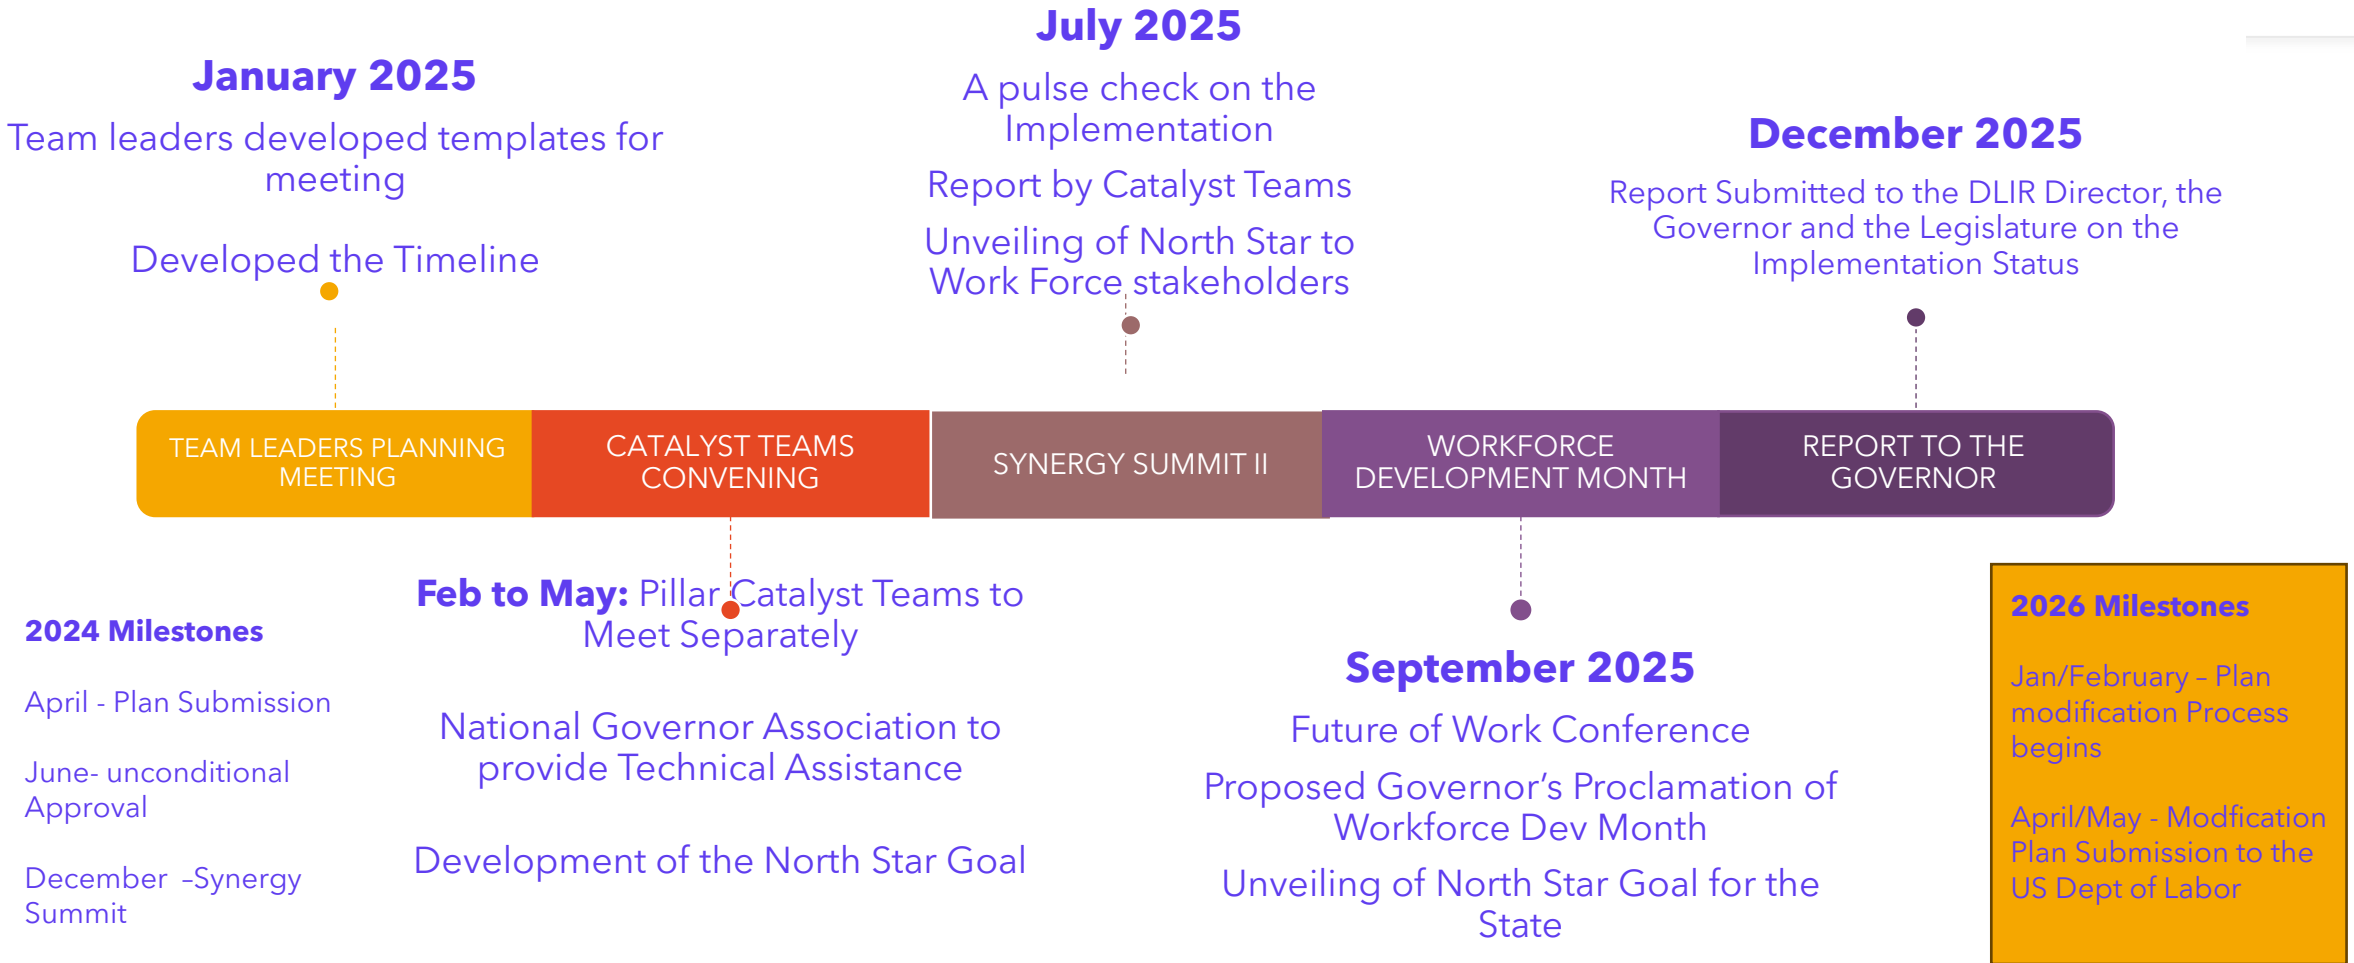 January 2025
Team leaders developed templates for
meeting
Developed the Timeline
July 2025
A pulse check on the
Implementation
Report by Catalyst Teams
Unveiling of North Star to
Work Force stakeholders
December 2025
Report Submitted to the DLIR Director, the
Governor and the Legislature on the
Implementation Status
TEAM LEADERS PLANNING
MEETING
CATALYST TEAMS
CONVENING
SYNERGY SUMMIT II
WORKFORCE
DEVELOPMENT MONTH
REPORT TO THE
GOVERNOR
2024 Milestones
April - Plan Submission
June- unconditional
Approval
December –Synergy
Summit
Feb to May: Pillar Catalyst Teams to
Meet Separately
National Governor Association to
provide Technical Assistance
Development of the North Star Goal
September 2025
Future of Work Conference
Proposed Governor’s Proclamation of
Workforce Dev Month
Unveiling of North Star Goal for the
State
2026 Milestones
Jan/February – Plan
modification Process
begins
April/May - Modfication
Plan Submission to the
US Dept of Labor